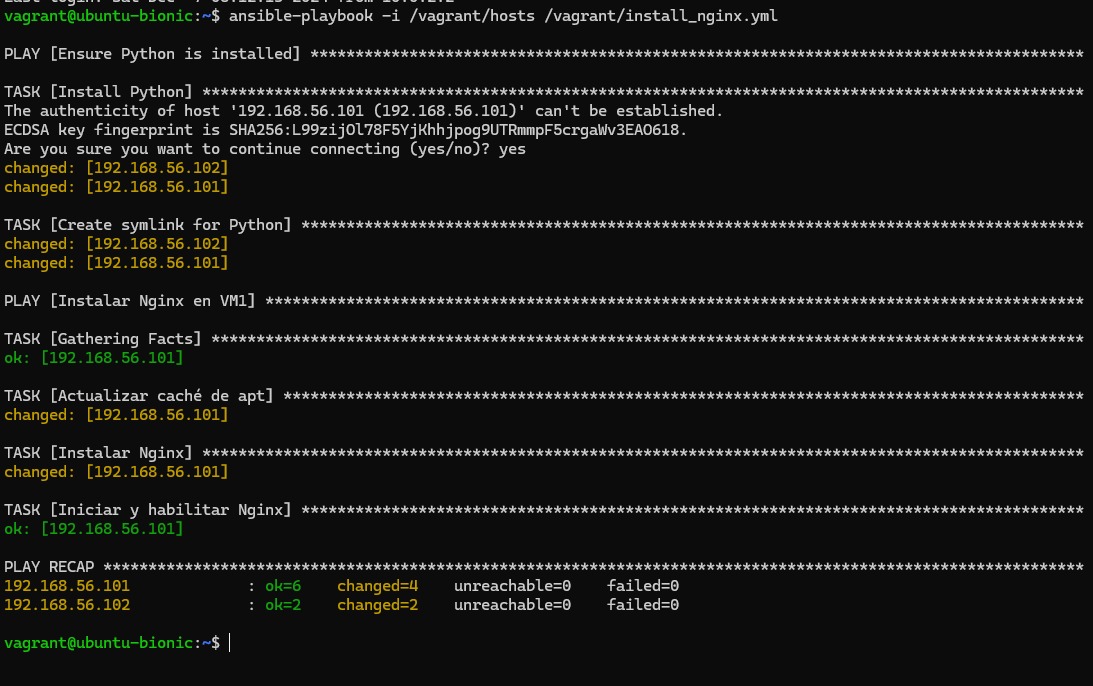 vagrant@ubuntu-bionic:~$ ansible-playbook -i /vagrant/hosts /vagrant/install_nginx.yml
PLAY [Ensure Python is installed] **************************************************************************************
TASK [Install Python] **************************************************************************************************
The authenticity of host '192.168.56.101 (192.168.56.101)' can't be established.
ECDSA key fingerprint is SHA256:L99zijOl78F5YjKhhjpog9UTRmmpF5crgaWv3EAO618.
Are you sure you want to continue connecting (yes/no)? yes
changed: [192.168.56.102]
changed: [192.168.56.101]
TASK [Create symlink for Python] ***************************************************************************************
changed: [192.168.56.102]
changed: [192.168.56.101]
PLAY [Instalar Nginx en VM1] *******************************************************************************************
TASK [Gathering Facts] *************************************************************************************************
ok: [192.168.56.101]
TASK [Actualizar caché de apt] *****************************************************************************************
changed: [192.168.56.101]
TASK [Instalar Nginx] **************************************************************************************************
changed: [192.168.56.101]
TASK [Iniciar y habilitar Nginx] ***************************************************************************************
ok: [192.168.56.101]
PLAY RECAP *************************************************************************************************************
192.168.56.101             : ok=6    changed=4    unreachable=0    failed=0
192.168.56.102             : ok=2    changed=2    unreachable=0    failed=0
vagrant@ubuntu-bionic:~$